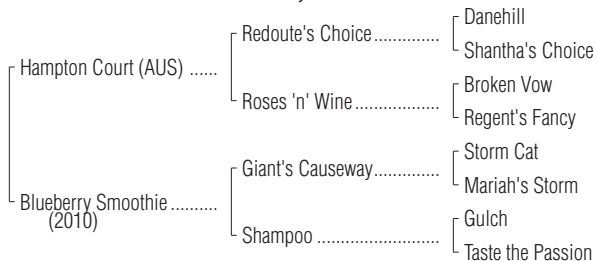 Danehill
Redoute's Choice
Shantha's Choice
Hampton Court (AUS)
Broken Vow
Roses 'n' Wine
Regent's Fancy
Storm Cat
Giant's Causeway
Mariah's Storm
Blueberry Smoothie
(2010)
Gulch
Shampoo
Taste the Passion